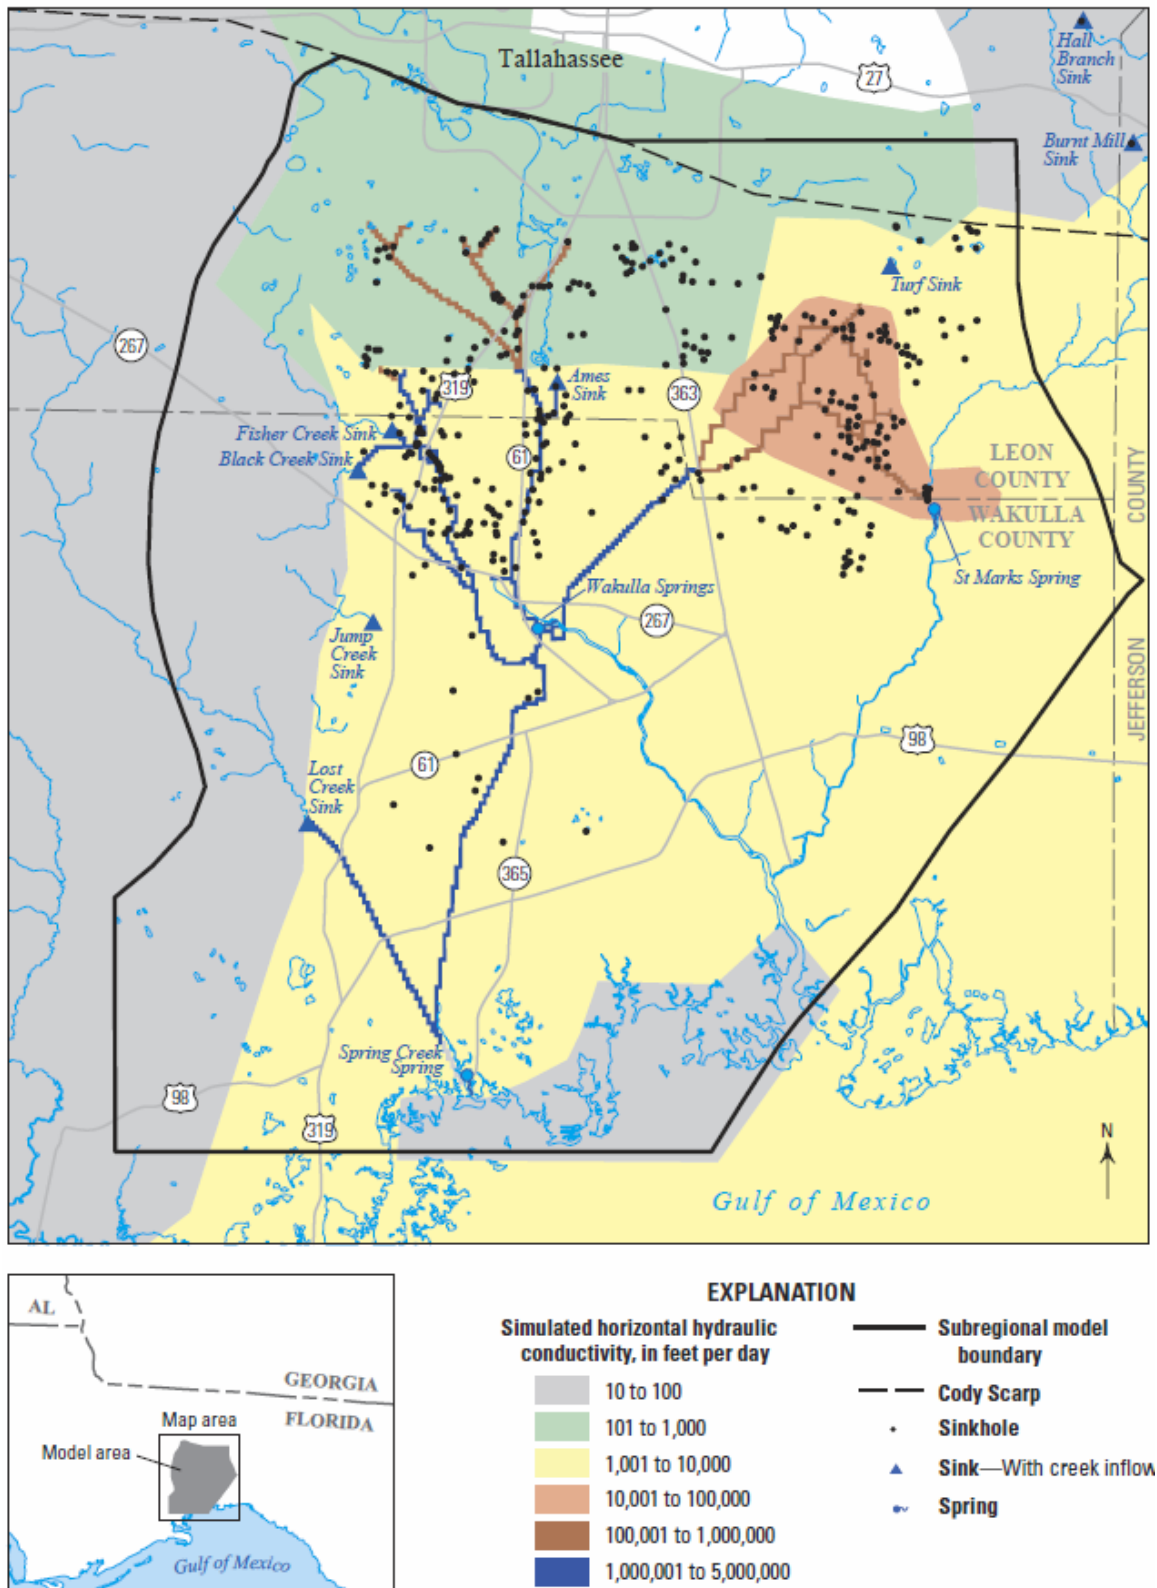 Tallahassee
27
Hall
Branch
Sink
Burnt Mill
Sink
Turf Sink
267
319
Ames
Sink
363
Fisher Creek Sink
Black Creek Sink
61
LEON
COUNTY
WAKULLA
COUNTY
JEFFERSON COUNTY
St Marks Spring
Wakulla Springs
267
Jump
Creek
Sink
98
61
Lost
Creek
Sink
365
Spring Creek
Spring
98
319
N
Gulf of Mexico
AL
GEORGIA
FLORIDA
Map area
Model area
Gulf of Mexico
EXPLANATION
Simulated horizontal hydraulic
conductivity, in feet per day
10 to 100
101 to 1,000
1,001 to 10,000
10,001 to 100,000
100,001 to 1,000,000
1,000,001 to 5,000,000
Subregional model
boundary
Cody Scarp
Sinkhole
Sink—With creek inflow
Spring